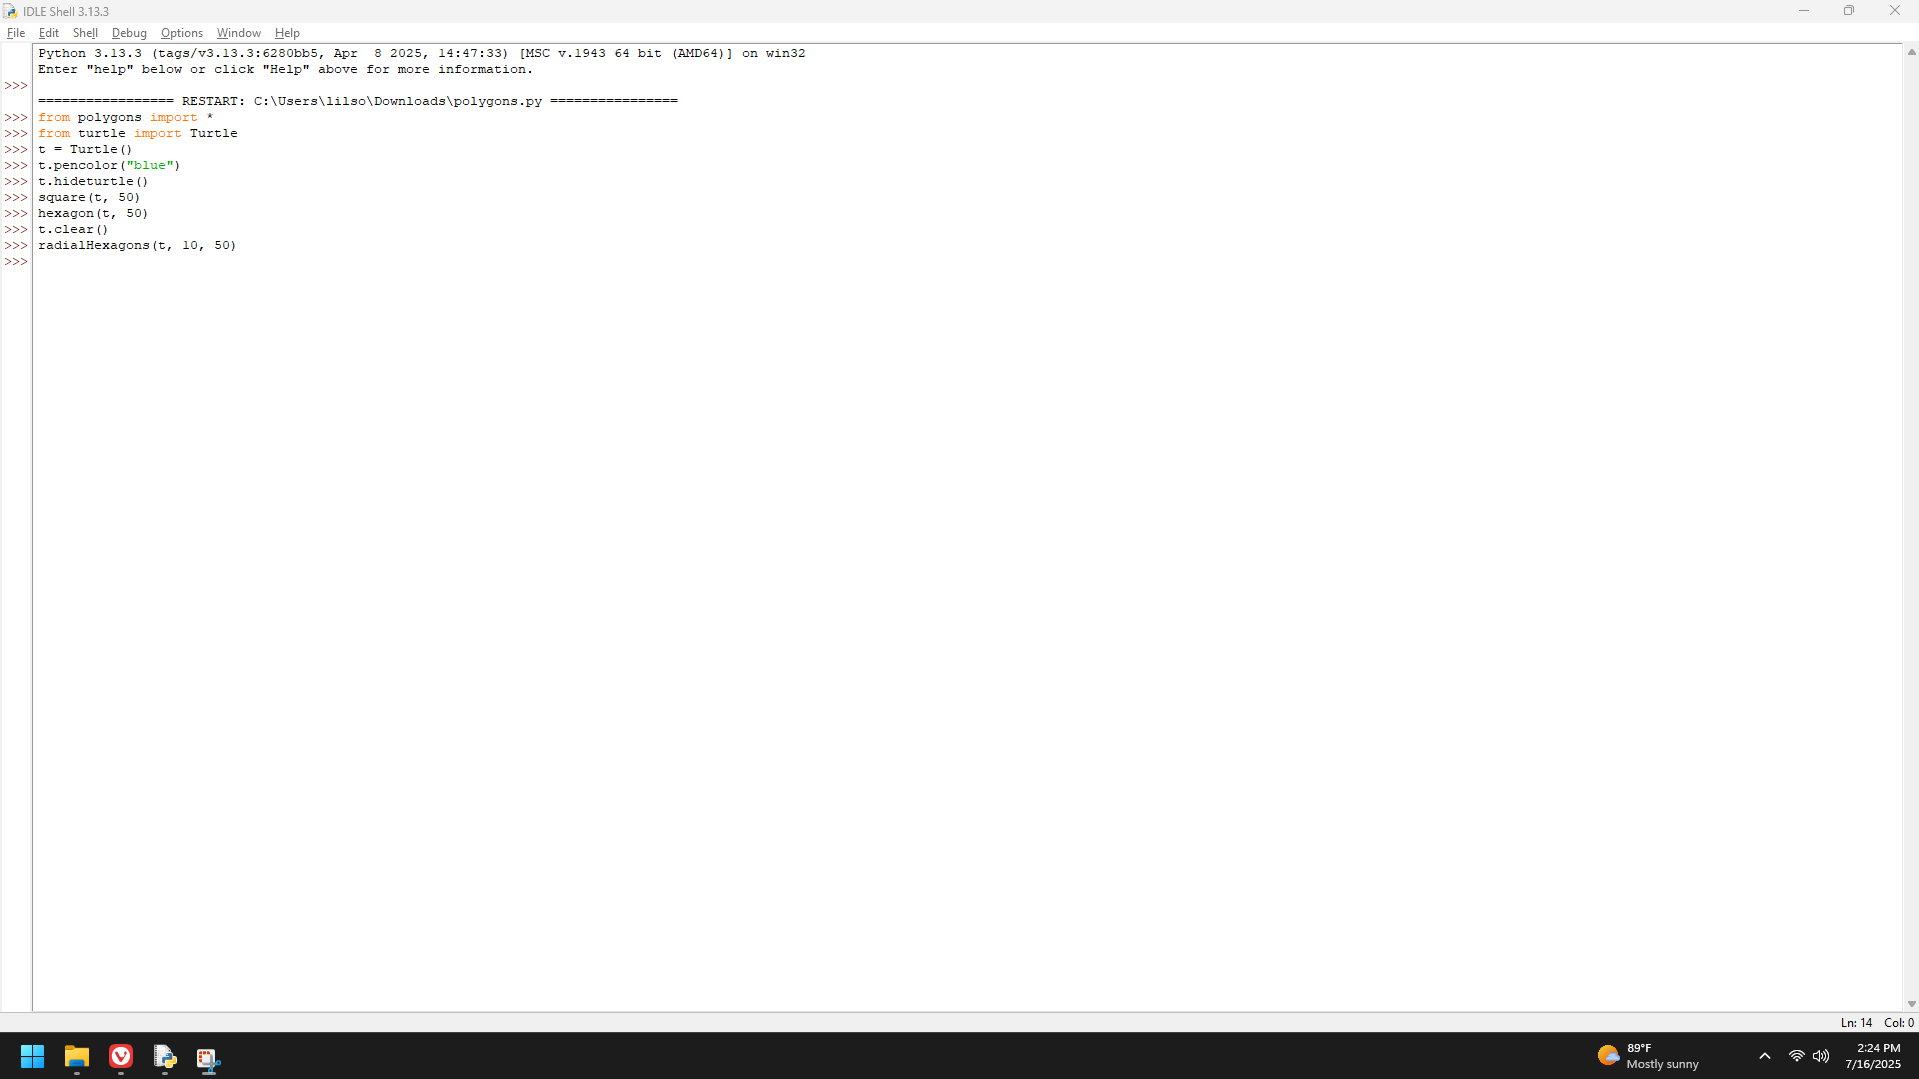 IDLE Shell 3.13.3
File Edit Shell Debug Options Window Help
Python 3.13.3 (tags/v3.13.3:6280bb5, Apr  8 2025, 14:47:33) [MSC v.1943 64 bit (AMD64)] on win32
Enter "help" below or click "Help" above for more information.
>>>
================= RESTART: C:\Users\lilso\Downloads\polygons.py ================
>>> from polygons import *
>>> from turtle import Turtle
>>> t = Turtle()
>>> t.pencolor("blue")
>>> t.hideturtle()
>>> square(t, 50)
>>> hexagon(t, 50)
>>> t.clear()
>>> radialHexagons(t, 10, 50)
>>>
Ln: 14 Col: 0
89°F
Mostly sunny
2:24 PM
7/16/2025